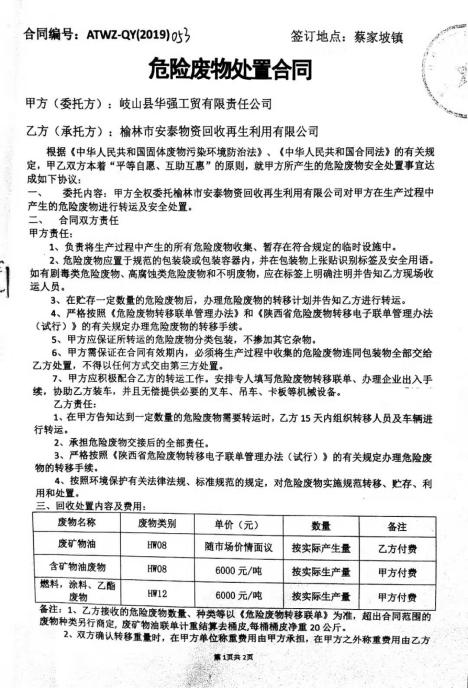 合同编号：ATWZ-QY(2019)053
签订地点：蔡家坡镇
危险废物处置合同
甲方（委托方）：岐山县华强工贸有限责任公司
乙方（承托方）：榆林市安泰物资回收再生利用有限公司
根据《中华人民共和国固体废物污染环境防治法》、《中华人民共和国合同法》的有关规
定，甲乙双方本着“平等自愿、互助互惠”的原则，就甲方所产生的危险废物安全处置事宜达
成如下协议：
一、 委托内容：甲方全权委托榆林市安泰物资回收再生利用有限公司对甲方在生产过程中
产生的危险废物进行转运及安全处置。
二、 合同双方责任
甲方责任：
1、负责将生产过程中产生的所有危险废物收集、暂存在符合规定的临时设施中。
2、危险废物应置于规范的包装袋或包装容器内，并在包装物上张贴识别标签及安全用语。
如有剧毒类危险废物、高腐蚀类危险废物和不明废物，应在标签上明确注明并告知乙方现场收
运人员。
3、在贮存一定数量的危险废物后，办理危险废物的转移计划并告知乙方进行转运。
4、严格按照《危险废物转移联单管理办法》和《陕西省危险废物转移电子联单管理办法
（试行）》的有关规定办理危险废物的转移手续。
5、甲方应保证所转运的危险废物分类包装，不掺加其它杂物。
6、甲方需保证在合同有效期内，必须将生产过程中收集的危险废物连同包装物全部交给
乙方处置，不得以任何方式交由第三方处置。
7、甲方应积极配合乙方的转运工作。安排专人填写危险废物转移联单、办理企业出入手
续，协助乙方装车，并且无偿提供必要的叉车、吊车、卡板等机械设备。
乙方责任：
1、在甲方告知达到一定数量的危险废物需要转运时，乙方 15 天内组织转移人员及车辆进
行转运。
2、承担危险废物交接后的全部责任。
3、严格按照《陕西省危险废物转移电子联单管理办法（试行）》的有关规定办理危险废
物的转移手续。
4、按照环境保护有关法律法规、标准规范的规定，对危险废物实施规范转移、贮存、利
用和处置。
三、回收处置内容及费用：
废物名称 废物类别 单价（元） 数量 备注
废矿物油 HW08 随市场价情面议 按实际产生量 乙方付费
含矿物油废物 HW08 6000 元/吨 按实际生产量 甲方付费
燃料，涂料、乙酯
废物 HW12 6000 元/吨 按实际生产量 甲方付费
备注：1、乙方接收的危险废物数量、种类等以《危险废物转移联单》为准，超出合同范围的
废物种类另行商定，废矿物油联单计重结算去桶皮,每桶桶皮净重 20 公斤。
2、双方确认转移重量时，在甲方单位称重费用由甲方承担，在甲方之外称重费用由乙方
第 1页共 2页